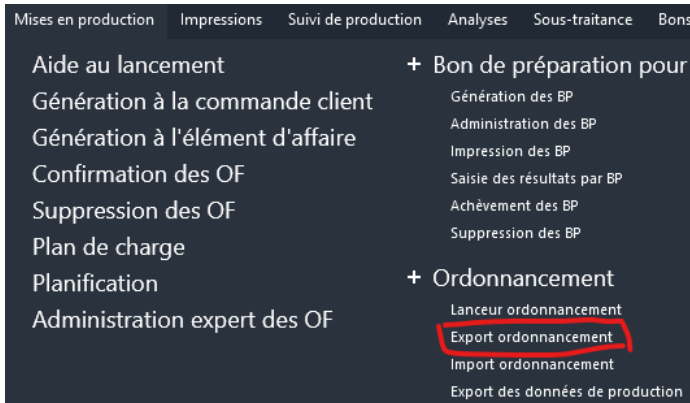 Mises en production Impressions Suivi de production Analyses Sous-traitance Bons
Aide au lancement
Génération à la commande client
Génération à l'élément d'affaire
Confirmation des OF
Suppression des OF
Plan de charge
Planification
Administration expert des OF
+ Bon de préparation pour
Génération des BP
Administration des BP
Impression des BP
Saisie des résultats par BP
Achèvement des BP
Suppression des BP
+ Ordonnancement
Lanceur ordonnancement
Export ordonnancement
Import ordonnancement
Export des données de production